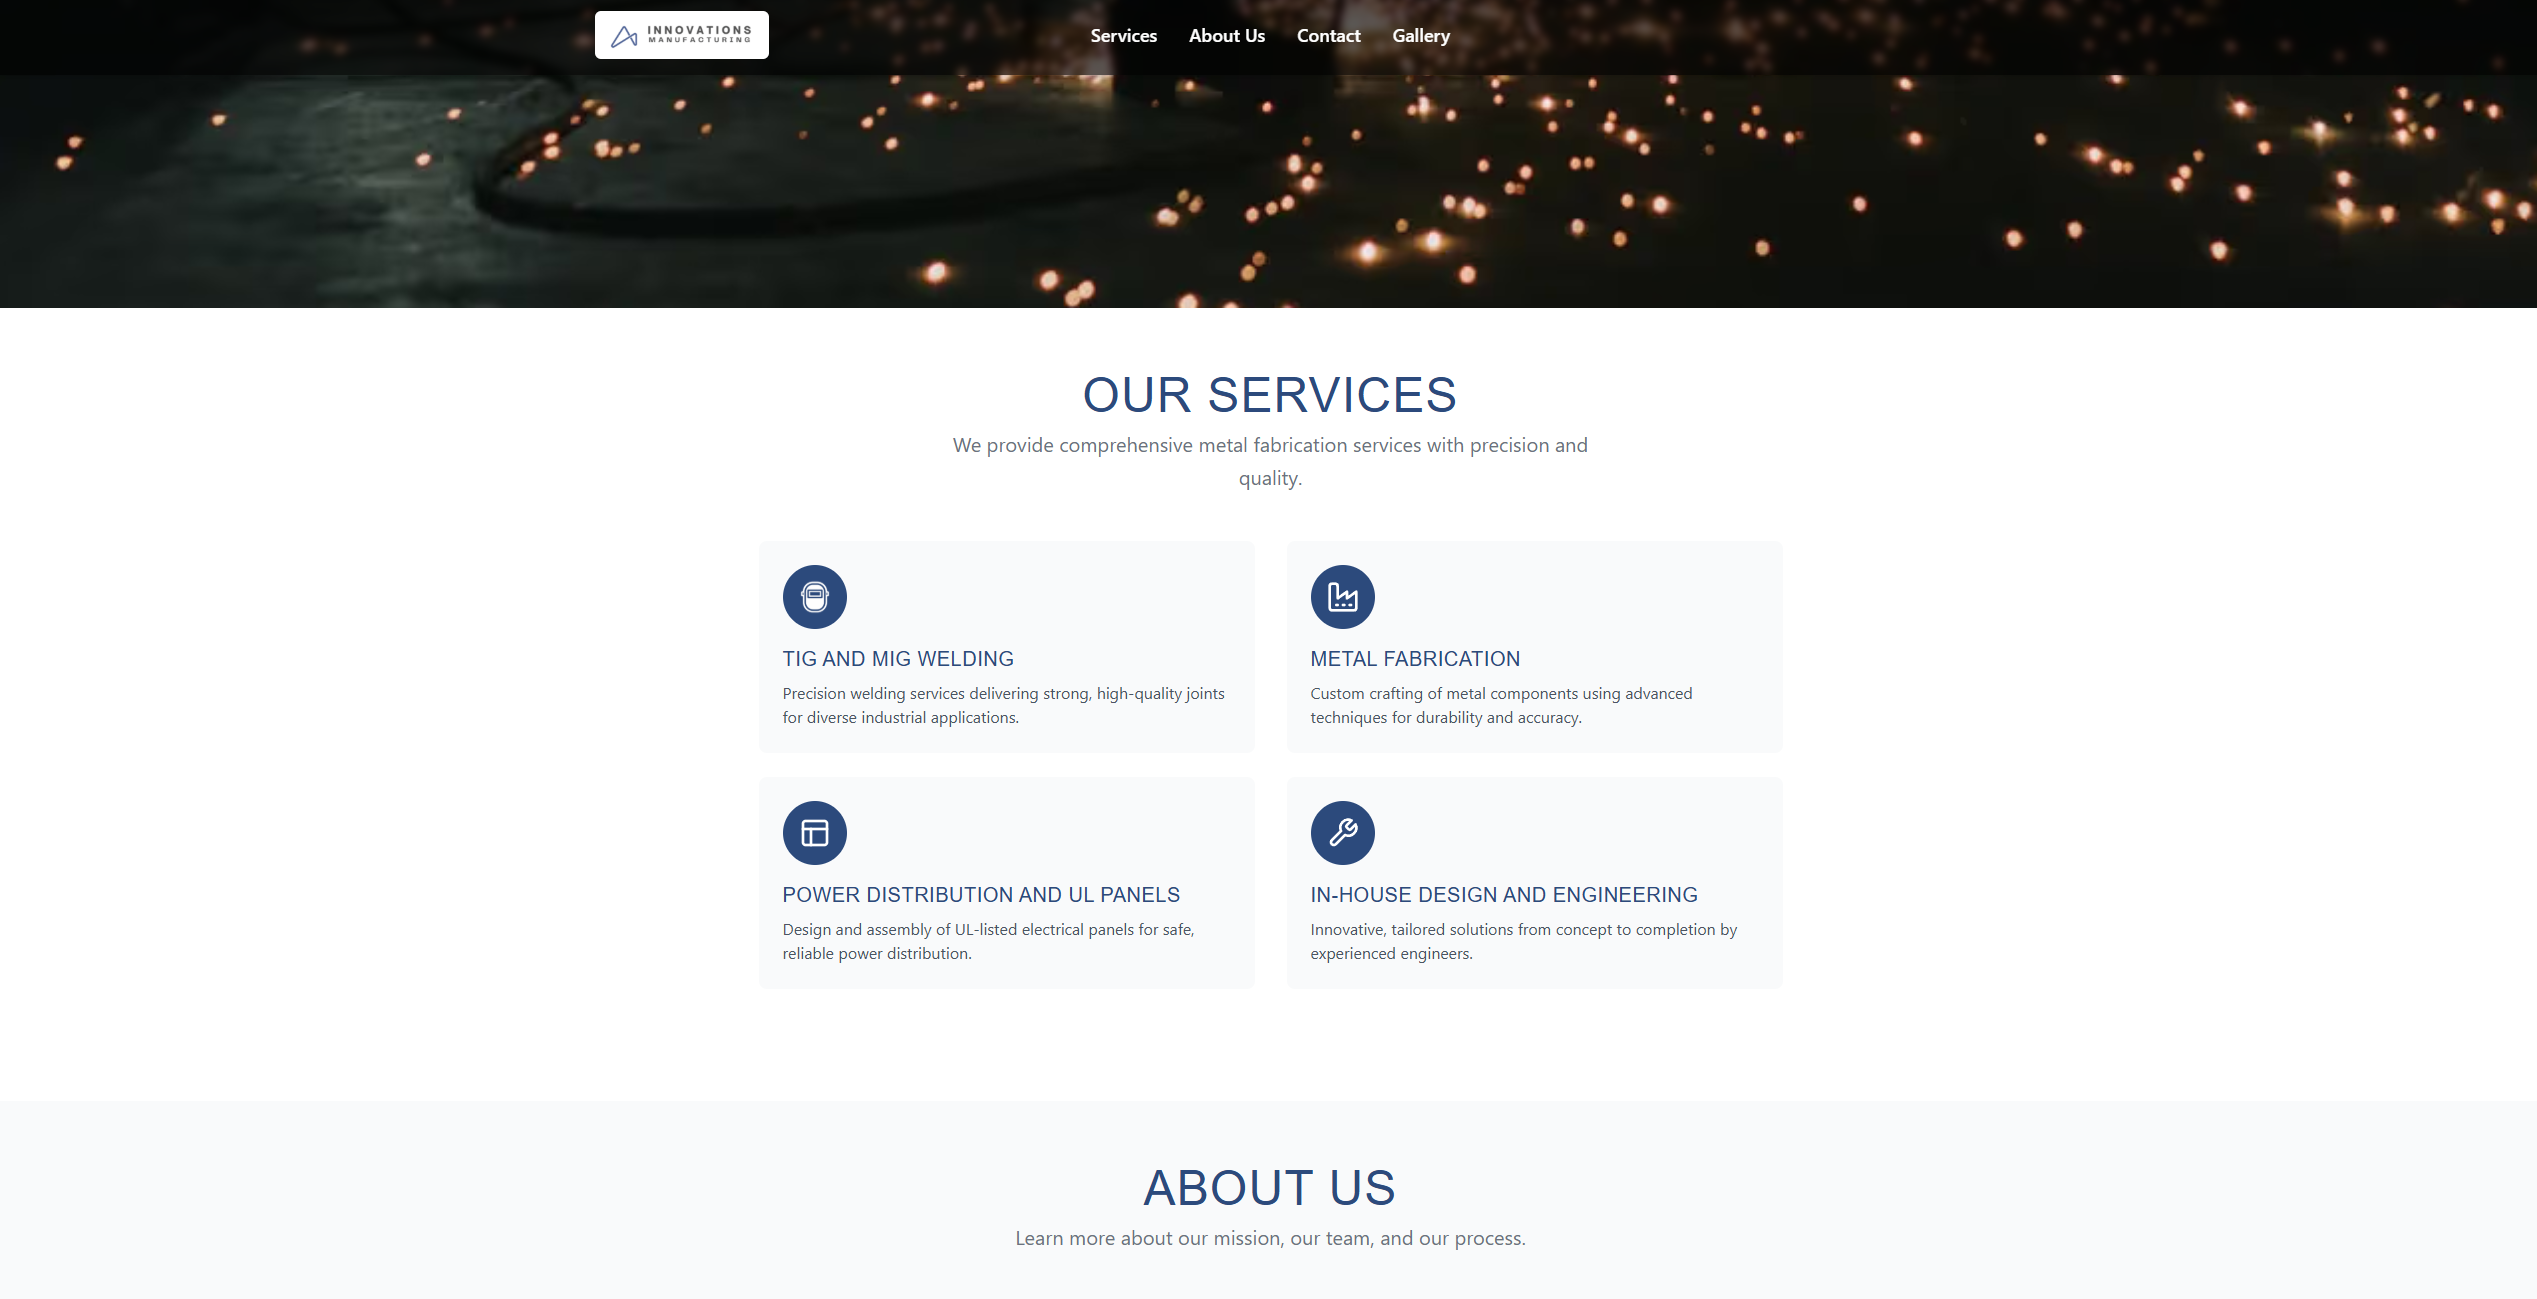 INNOVATIONS
MANUFACTURING
Services About Us Contact Gallery
OUR SERVICES
We provide comprehensive metal fabrication services with precision and
quality.
TIG AND MIG WELDING
Precision welding services delivering strong, high-quality joints
for diverse industrial applications.
METAL FABRICATION
Custom crafting of metal components using advanced
techniques for durability and accuracy.
POWER DISTRIBUTION AND UL PANELS
Design and assembly of UL-listed electrical panels for safe,
reliable power distribution.
IN-HOUSE DESIGN AND ENGINEERING
Innovative, tailored solutions from concept to completion by
experienced engineers.
ABOUT US
Learn more about our mission, our team, and our process.